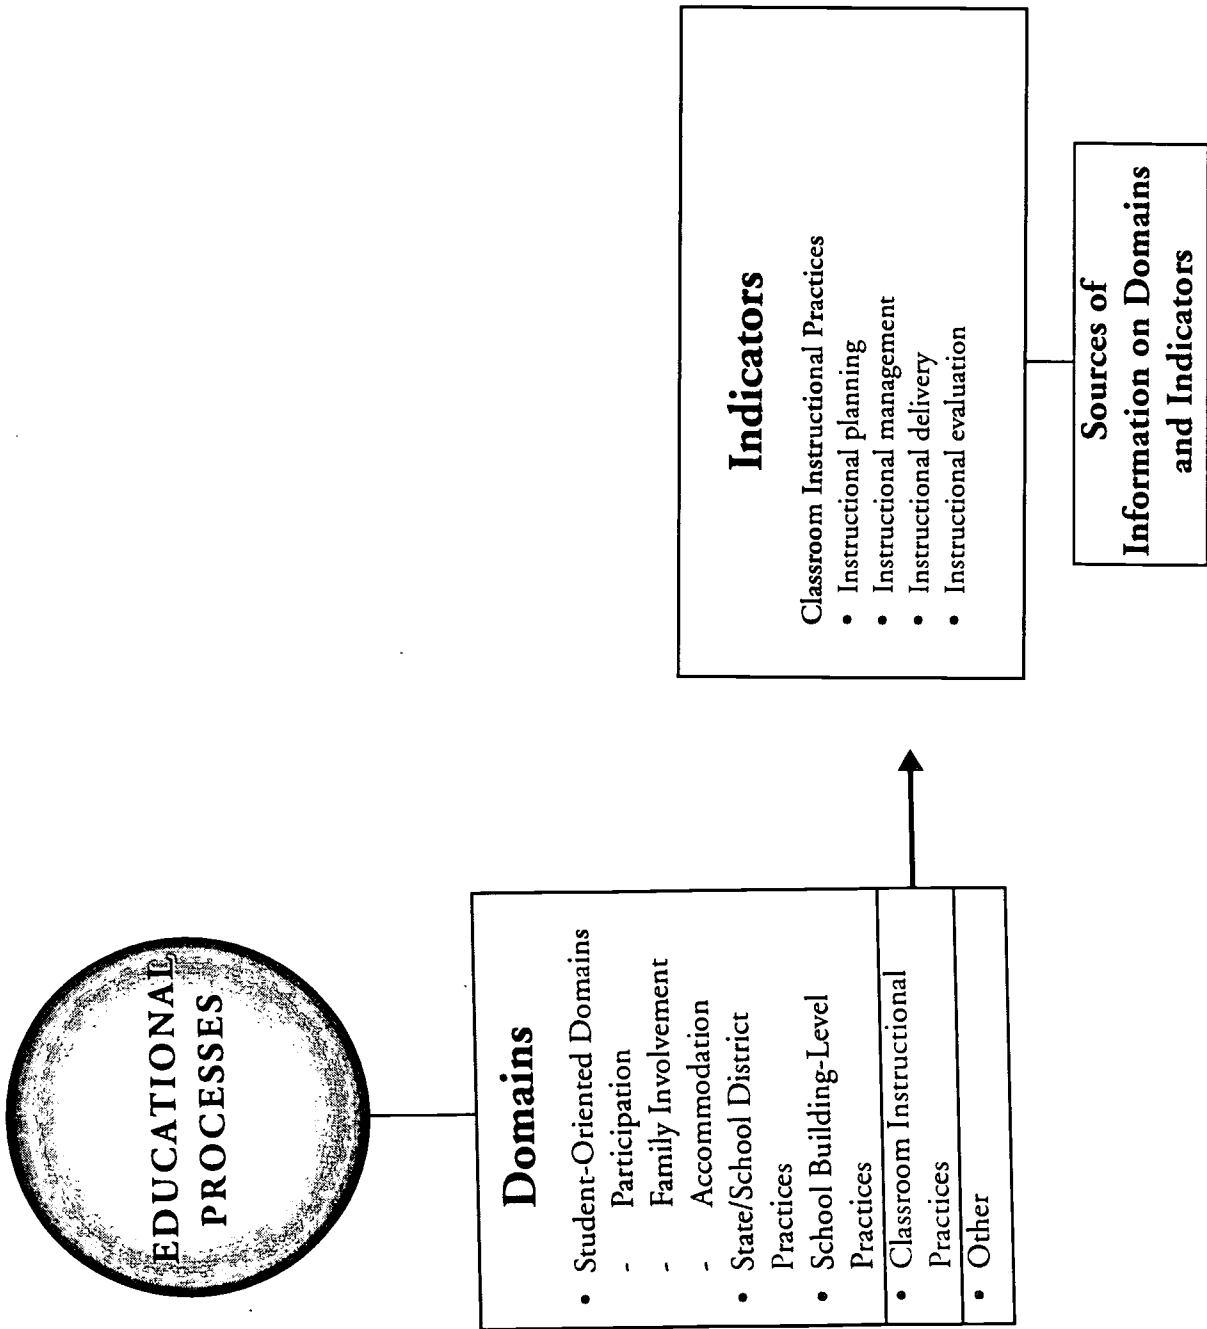 EDUCATIONAL
PROCESSES
Domains
• Student-Oriented Domains
- Participation
- Family Involvement
- Accommodation
• State/School District
Practices
• School Building-Level
Practices
• Classroom Instructional
Practices
• Other
Indicators
Classroom Instructional Practices
• Instructional planning
• Instructional management
• Instructional delivery
• Instructional evaluation
Sources of
Information on Domains
and Indicators